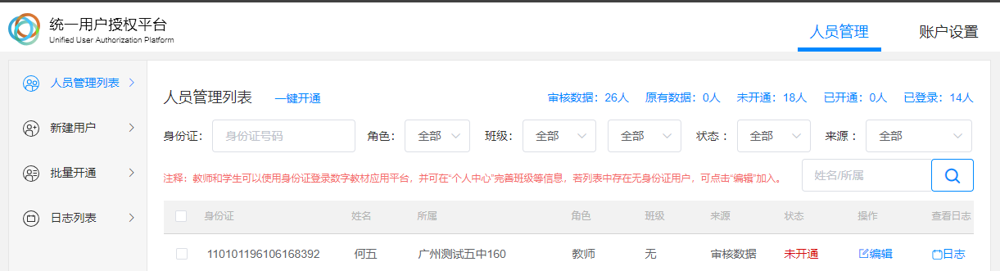 统一用户授权平台
Unified User Authorization Platform
人员管理 账户设置
人员管理列表
新建用户
批量开通
日志列表
人员管理列表 一键开通 审核数据：26人 原有数据：0人 未开通：18人 已开通：0人 已登录：14人
身份证： 身份证号码 角色： 全部 班级： 全部 全部 状态 ： 全部 来源 ： 全部
注释：教师和学生可以使用身份证登录数字教材应用平台，并可在“个人中心”完善班级等信息，若列表中存在无身份证用户，可点击“编辑”加入。 姓名/所属
身份证 姓名 所属 角色 班级 来源 状态 操作 查看日志
110101196106168392 何五 广州测试五中160 教师 无 审核数据 未开通 编辑 日志